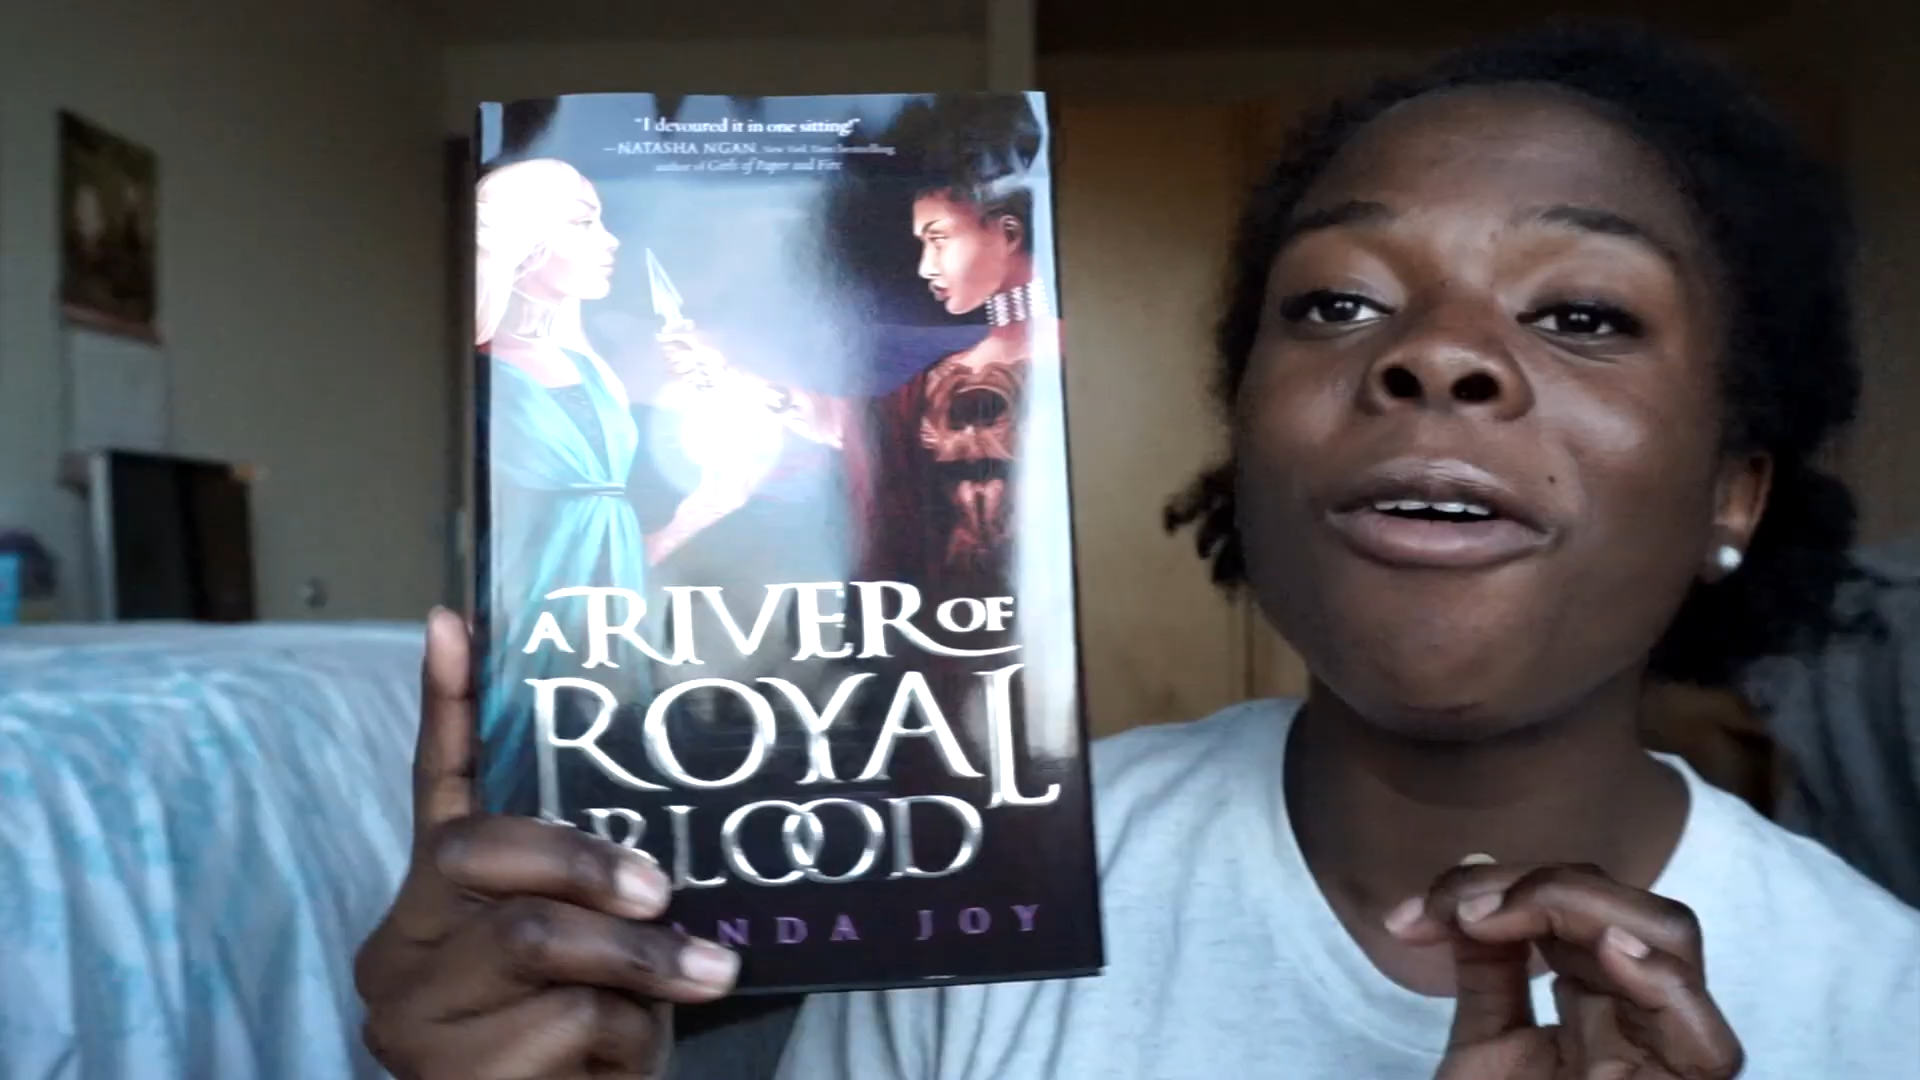 "I devoured it in one sitting!"
—NATASHA NGAN, New York Times bestselling
author of Girls of Paper and Fire
A RIVER OF
ROYAL
BLOOD
ANDA JOY